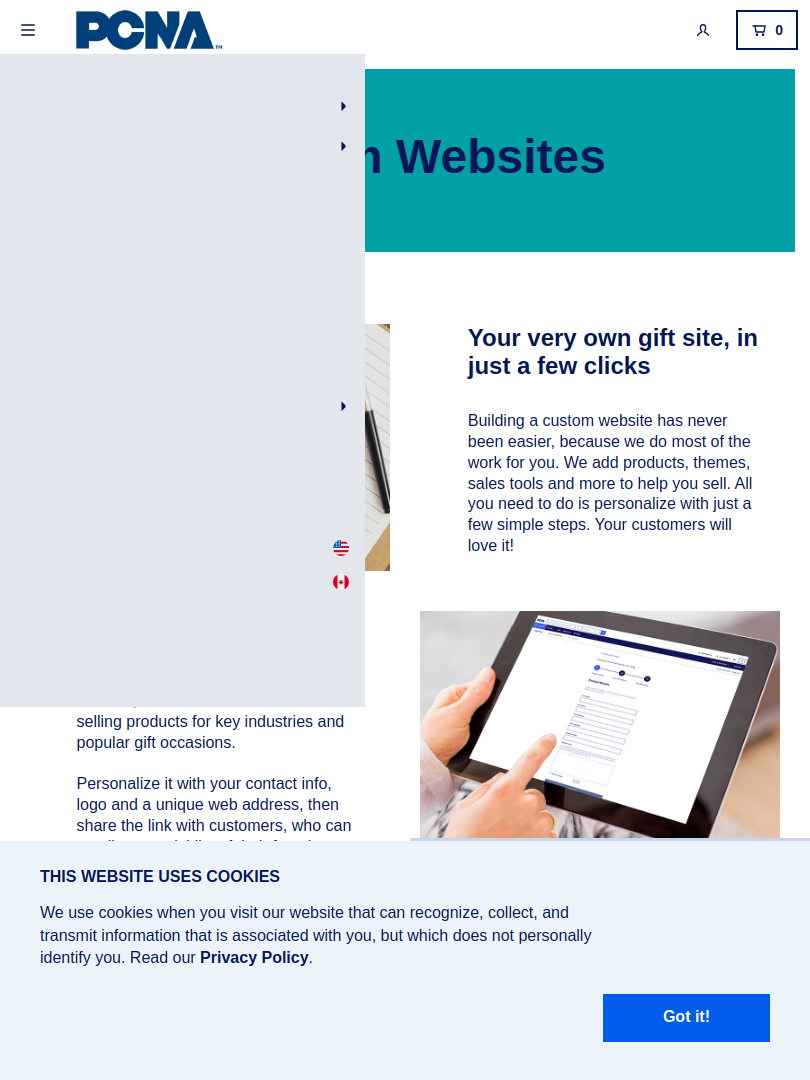 PCNA™
0
Websites
Your very own gift site, in
just a few clicks
Building a custom website has never
been easier, because we do most of the
work for you. We add products, themes,
sales tools and more to help you sell. All
you need to do is personalize with just a
few simple steps. Your customers will
love it!
selling products for key industries and
popular gift occasions.
Personalize it with your contact info,
logo and a unique web address, then
share the link with customers, who can
THIS WEBSITE USES COOKIES
We use cookies when you visit our website that can recognize, collect, and
transmit information that is associated with you, but which does not personally
identify you. Read our Privacy Policy.
Got it!